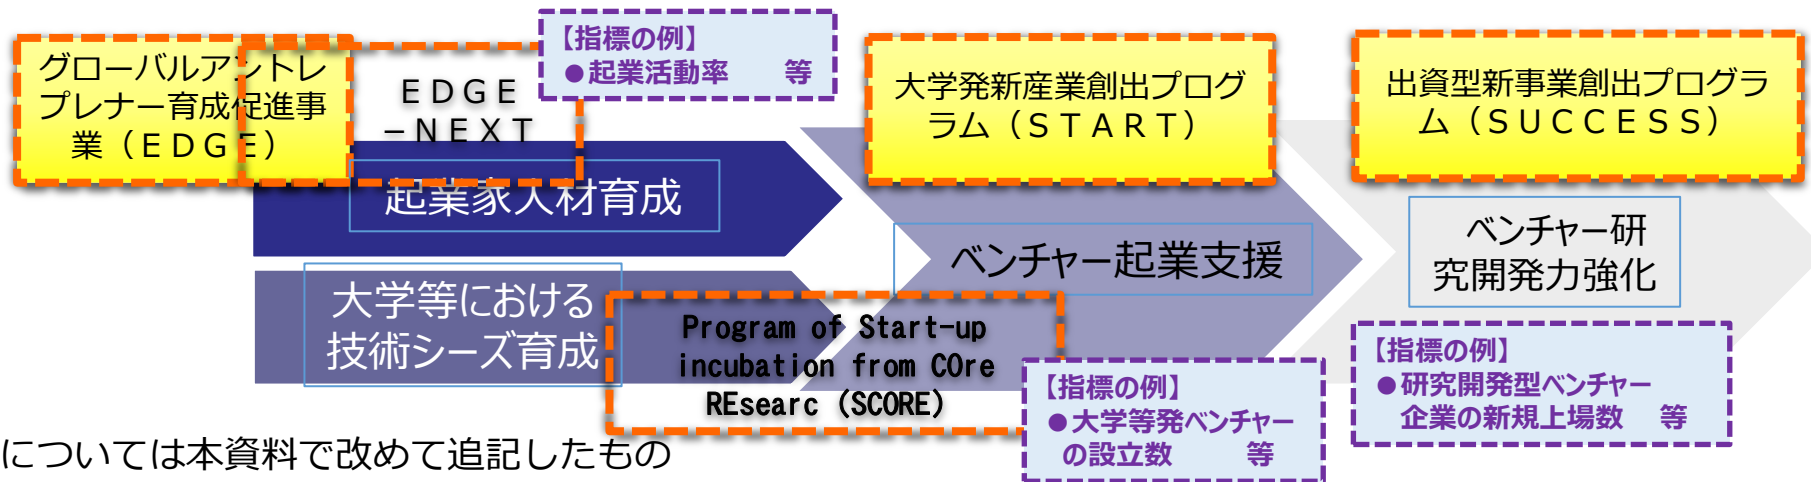 グローバルアントレ
プレナー育成促進事
業（ＥＤＧＥ）
ＥＤＧＥ
－ＮＥＸＴ
【指標の例】
●起業活動率　等
大学発新産業創出プログ
ラム（ＳＴＡＲＴ）
出資型新事業創出プログラ
ム（ＳＵＣＣＥＳＳ）
起業家人材育成
大学等における
技術シーズ育成
ベンチャー起業支援
ベンチャー研
究開発力強化
Program of Start-up
incubation from COre
REsearc (SCORE)
【指標の例】
●大学等発ベンチャー
の設立数　等
【指標の例】
●研究開発型ベンチャー
企業の新規上場数　等
については本資料で改めて追記したもの